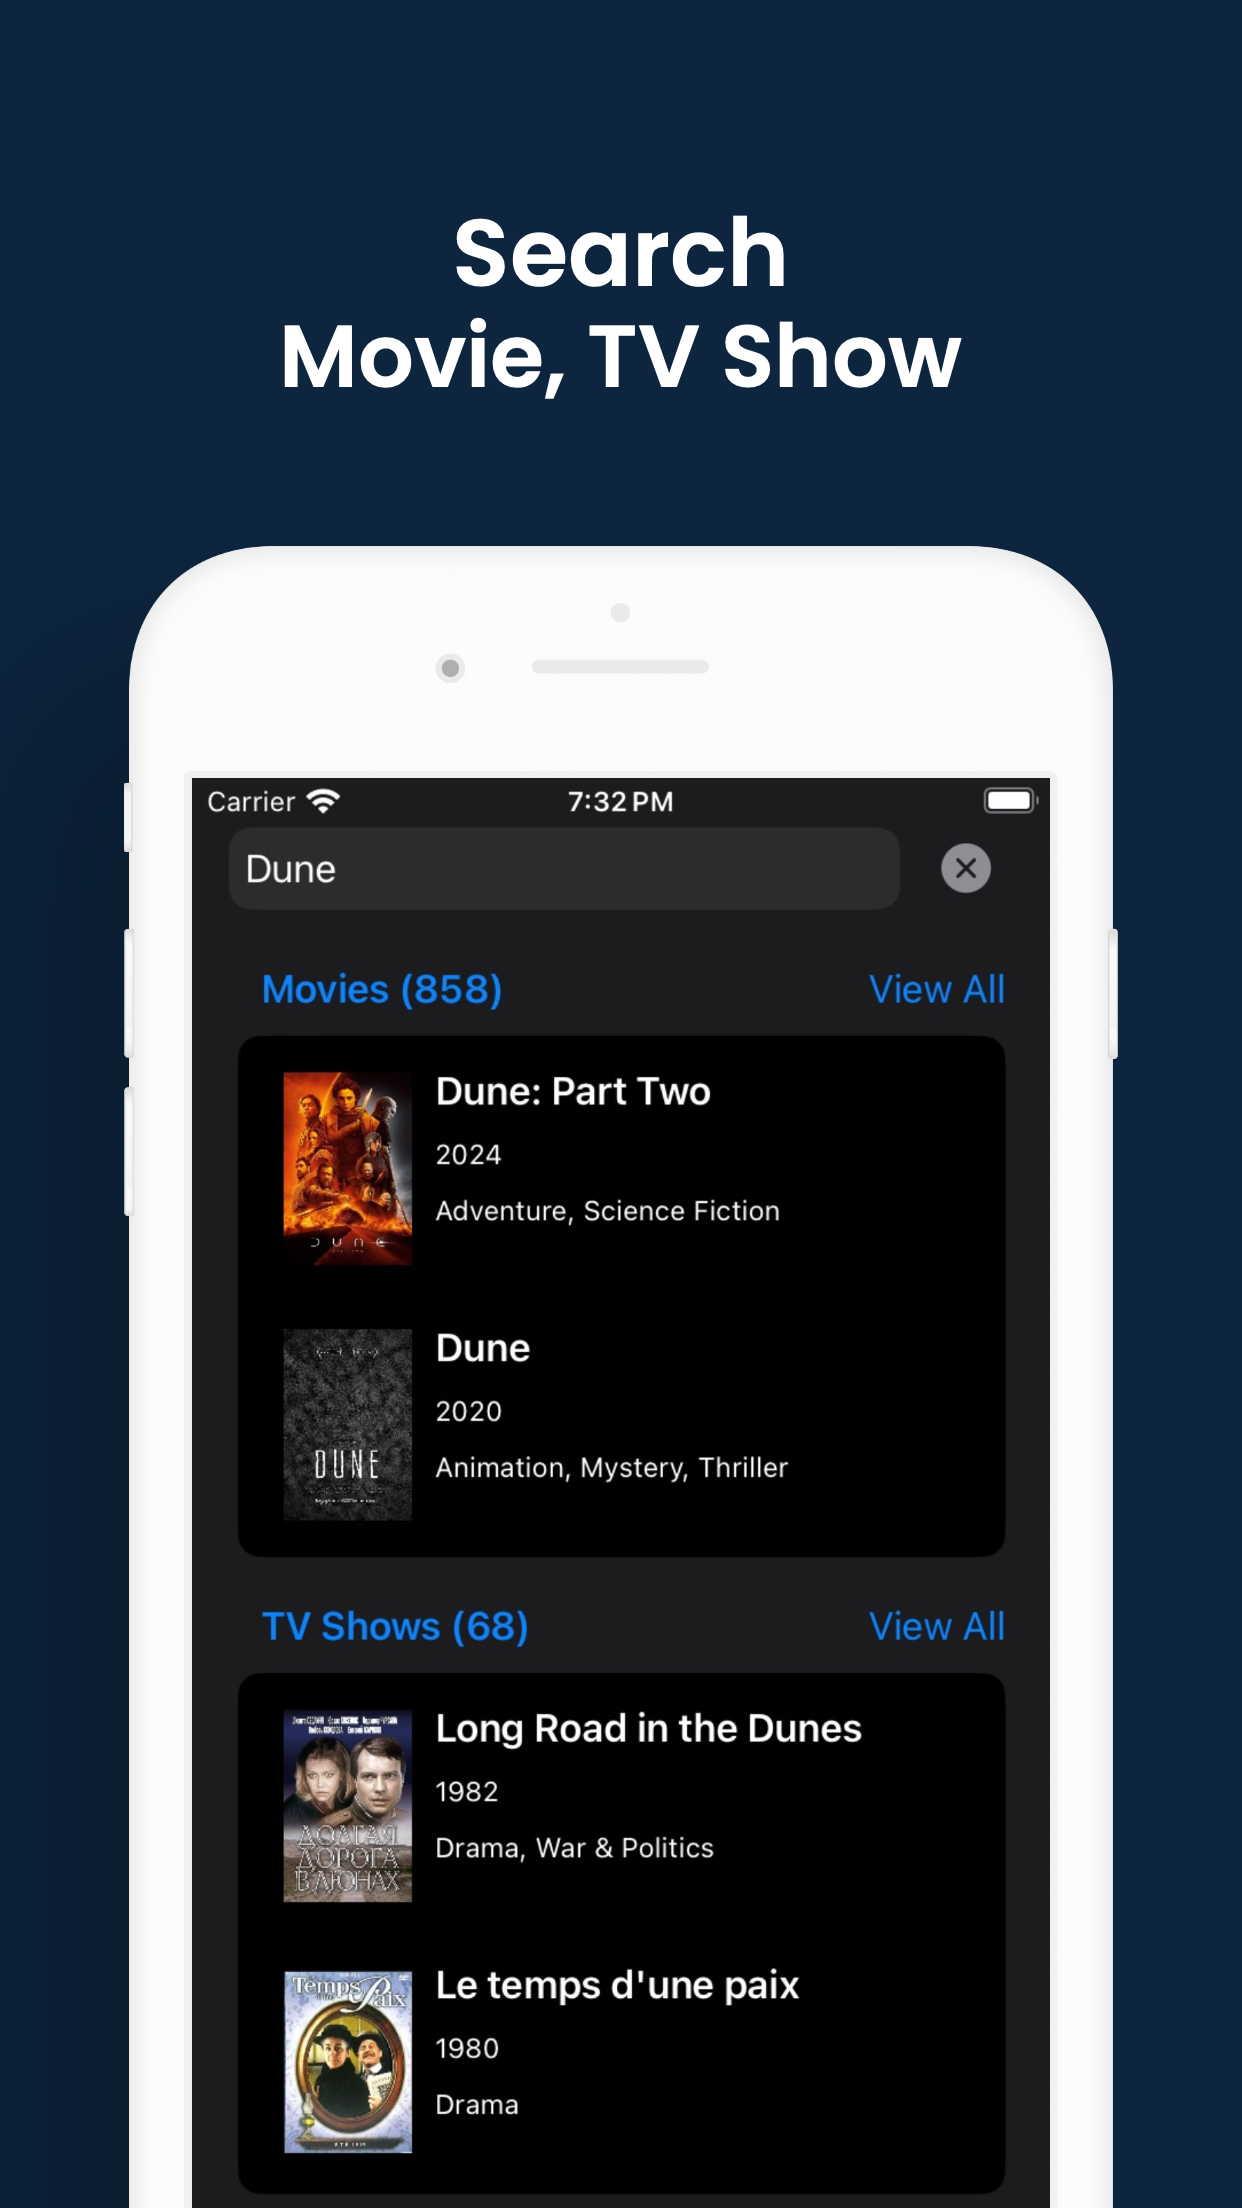 Search
Movie, TV Show
Carrier
7:32 PM
Dune
Movies (858)
View All
Dune: Part Two
2024
Adventure, Science Fiction
DUNE
Dune
2020
Animation, Mystery, Thriller
DUNE
TV Shows (68)
View All
Long Road in the Dunes
1982
Drama, War & Politics
ДОЛГАЯ
ДОРОГА
В ДЮНАХ
Le temps d'une paix
1980
Drama
Temps
Paix